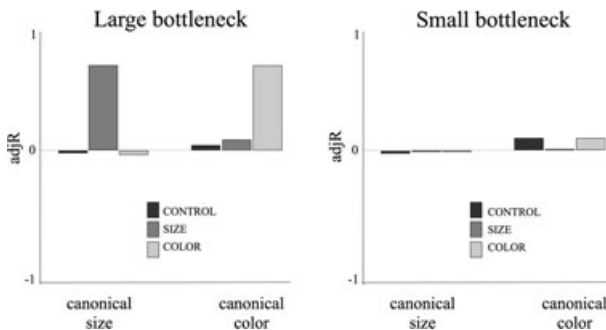 Large bottleneck
1
adjR
0
CONTROL
SIZE
COLOR
-1
canonical
size
canonical
color
Small bottleneck
1
adjR
0
CONTROL
SIZE
COLOR
-1
canonical
size
canonical
color